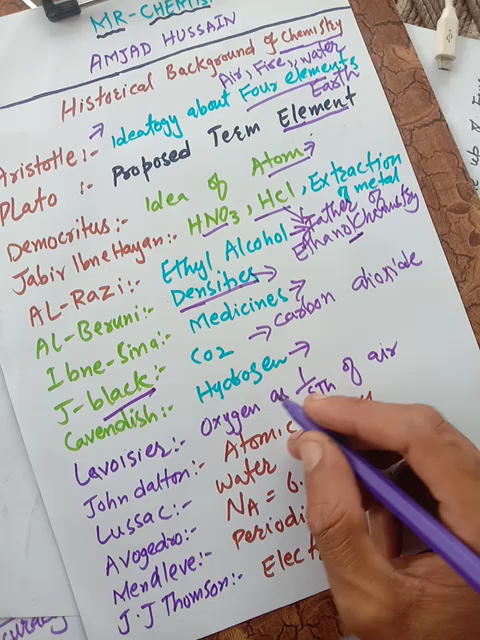 MR-CHEMIST
AMJAD HUSSAIN
Historical Background of Chemistry
Air, Fire, water
Earth
Aristotle:- → Ideatogy about Four elements
Plato :- Proposed Term Element
Democritus:- Idea of Atom →
Jabir Ibne Hayan:- HNO3, HCl, Extraction of metal
Father of Chemistry
AL-Razi:- Ethyl Alcohol → Ethanol
AL-Beruni:- Densities →
Ibne-Sina:- Medicines →
J-black:- CO2 → Carbon dioxide
Cavendish:- Hydrogen →
Lavoisier:- Oxygen as 1/5th of air
John dalton:- Atomic
Lussac:- water
Avogedro:- NA = 6.
Mendleve:- Periodi
J.J Thomson:- Elect